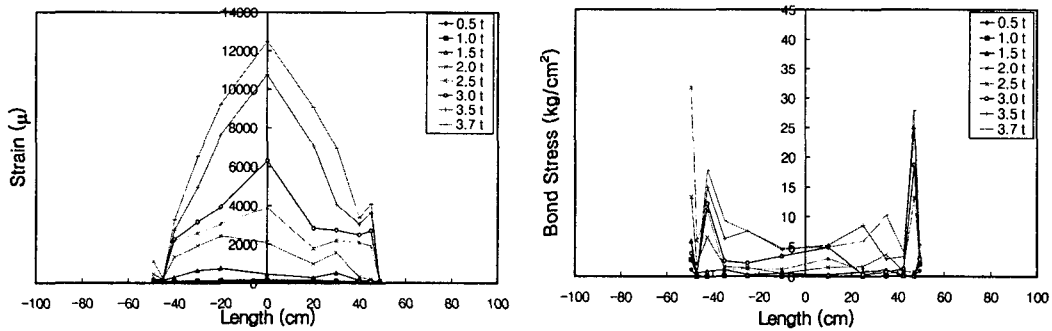 Strain (μ)
14000
12000
10000
8000
6000
4000
2000
0
-100 -80 -60 -40 -20 0 20 40 60 80 100
Length (cm)
0.5 t
1.0 t
1.5 t
2.0 t
2.5 t
3.0 t
3.5 t
3.7 t
Bond Stress (kg/cm²)
45
40
35
30
25
20
15
10
5
0
-100 -80 -60 -40 -20 0 20 40 60 80 100
Length (cm)
0.5 t
1.0 t
1.5 t
2.0 t
2.5 t
3.0 t
3.5 t
3.7 t